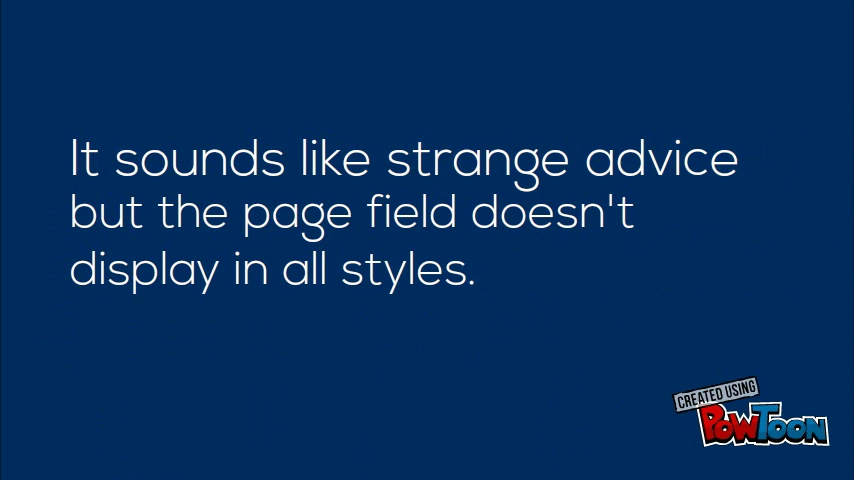 It sounds like strange advice
but the page field doesn't
display in all styles.
CREATED USING
POWTOON